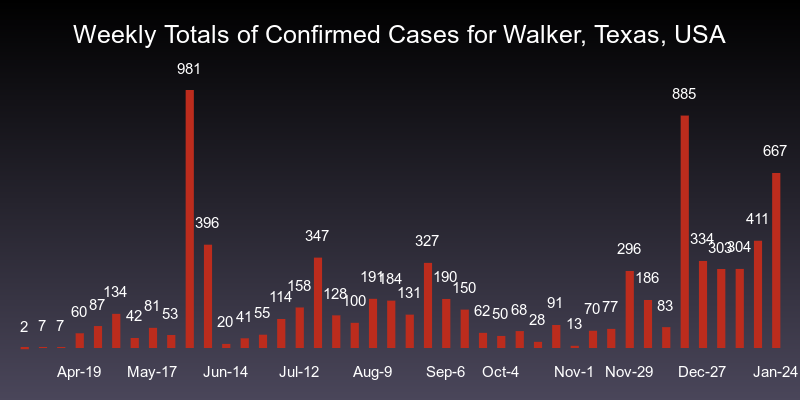 Weekly Totals of Confirmed Cases for Walker, Texas, USA
2 7 7 60 87 134 42 81 53 981 396 20 41 55 114 158 347 128 100 191 184 131 327 190 150 62 50 68 28 91 13 70 77 296 186 83 885 334 303 304 411 667
Apr-19 May-17 Jun-14 Jul-12 Aug-9 Sep-6 Oct-4 Nov-1 Nov-29 Dec-27 Jan-24